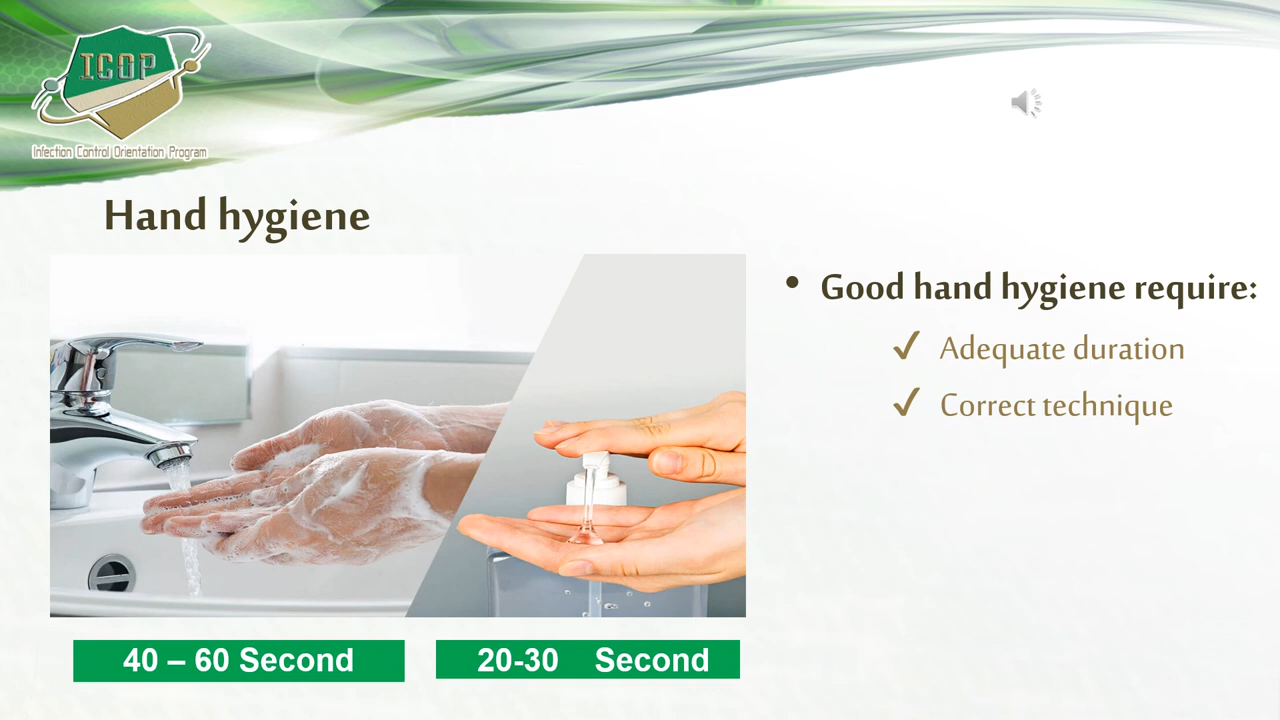 ICOP
Infection Control Orientation Program
Hand hygiene
• Good hand hygiene require:
✓ Adequate duration
✓ Correct technique
40 – 60 Second
20-30 Second